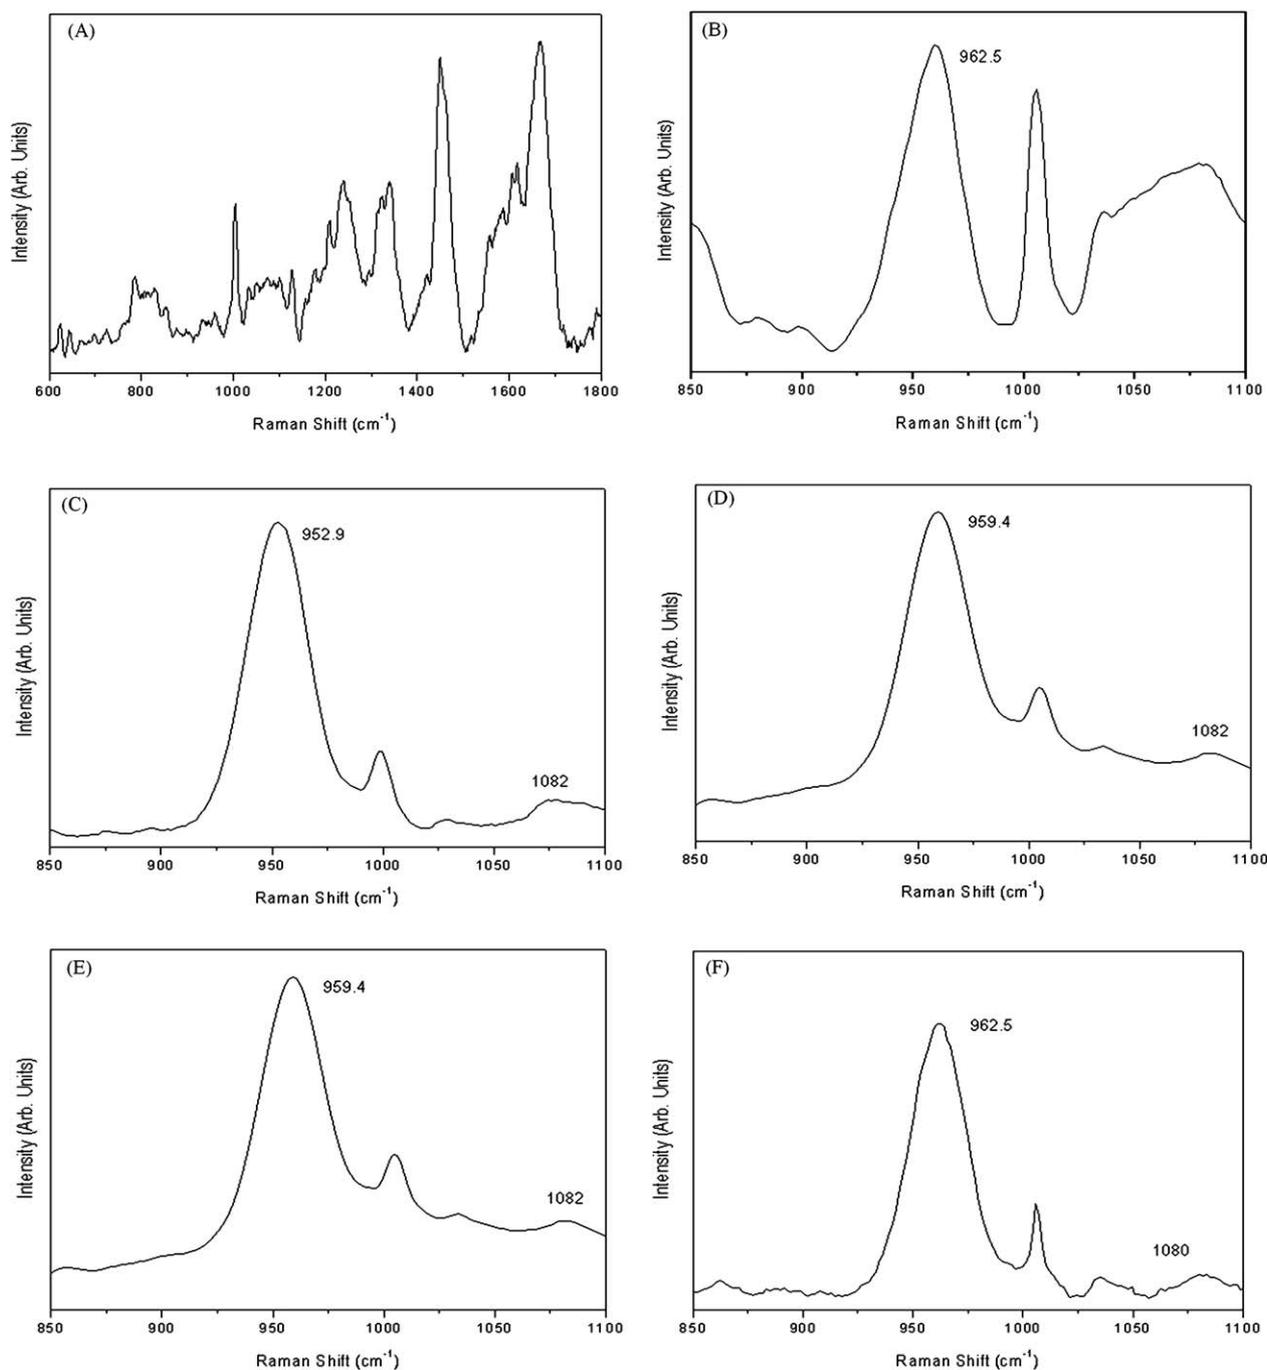 (A)
Intensity (Arb. Units)
600 800 1000 1200 1400 1600 1800
Raman Shift (cm⁻¹)
(B)
962.5
Intensity (Arb. Units)
850 900 950 1000 1050 1100
Raman Shift (cm⁻¹)
(C)
952.9
1082
Intensity (Arb. Units)
850 900 950 1000 1050 1100
Raman Shift (cm⁻¹)
(D)
959.4
1082
Intensity (Arb. Units)
850 900 950 1000 1050 1100
Raman Shift (cm⁻¹)
(E)
959.4
1082
Intensity (Arb. Units)
850 900 950 1000 1050 1100
Raman Shift (cm⁻¹)
(F)
962.5
1080
Intensity (Arb. Units)
850 900 950 1000 1050 1100
Raman Shift (cm⁻¹)